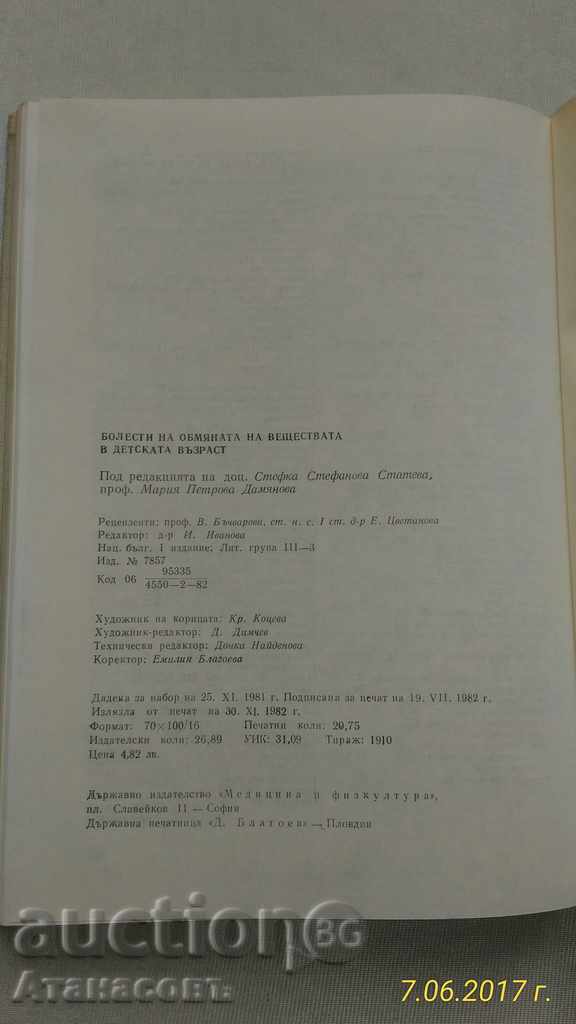 БОЛЕСТИ НА ОБМЯНАТА НА ВЕЩЕСТВАТА
В ДЕТСКАТА ВЪЗРАСТ
Под редакцията на доц. Стефка Стефанова Статева,
проф. Мария Петрова Дамянова
Рецензенти: проф. В. Бъчварови, ст. н. с. I ст. д-р Е. Цветанова
Редактор: д-р И. Иванова
Нац. бълг. I издание; Лит. група III—3
Изд. № 7857
Код 06 95335
4550—2—82
Художник на корицата: Кр. Коцева
Художник-редактор: Д. Димчев
Технически редактор: Донка Найденова
Коректор: Емилия Благоева
Дадена за набор на 25. XI. 1981 г. Подписана за печат на 19. VII. 1982 г.
Излязла от печат на 30. XI. 1982 г.
Формат: 70×100/16 Печатни коли: 20,75
Издателски коли: 26,89 УИК: 31,09 Тираж: 1910
Цена 4,82 лв.
Държавно издателство «Медицина и физкултура»,
пл. Славейков 11 — София
Държавна печатница «Д. Благоев» — Пловдив
auctionBG
Атанасовъ
7.06.2017 г.